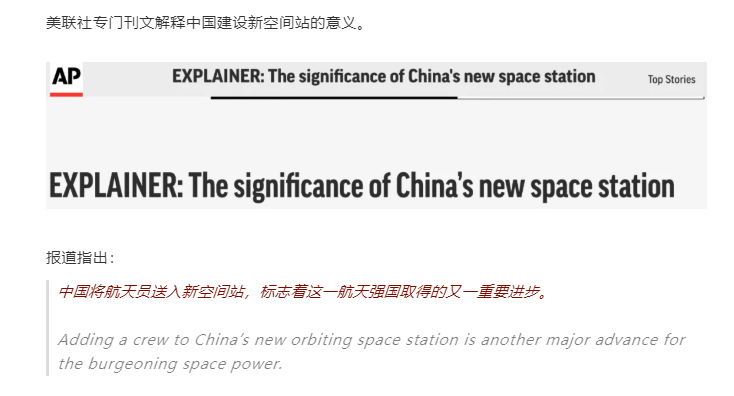 美联社专门刊文解释中国建设新空间站的意义。
AP EXPLAINER: The significance of China's new space station Top Stories
EXPLAINER: The significance of China's new space station
报道指出：
中国将航天员送入新空间站，标志着这一航天强国取得的又一重要进步。
Adding a crew to China’s new orbiting space station is another major advance for
the burgeoning space power.